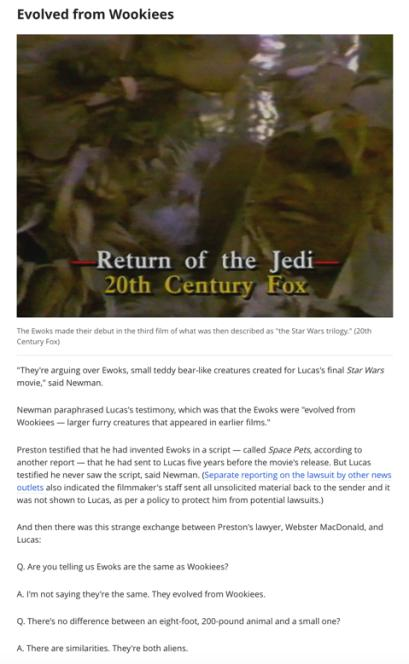 Evolved from Wookiees
Return of the Jedi
20th Century Fox
The Ewoks made their debut in the third film of what was then described as "the Star Wars trilogy." (20th
Century Fox)
"They're arguing over Ewoks, small teddy bear-like creatures created for Lucas's final Star Wars
movie," said Newman.
Newman paraphrased Lucas's testimony, which was that the Ewoks were "evolved from
Wookiees — larger furry creatures that appeared in earlier films."
Preston testified that he had invented Ewoks in a script — called Space Pets, according to
another report — that he had sent to Lucas five years before the movie's release. But Lucas
testified he never saw the script, said Newman. (Separate reporting on the lawsuit by other news
outlets also indicated the filmmaker's staff sent all unsolicited material back to the sender and it
was not shown to Lucas, as per a policy to protect him from potential lawsuits.)
And then there was this strange exchange between Preston's lawyer, Webster MacDonald, and
Lucas:
Q. Are you telling us Ewoks are the same as Wookiees?
A. I'm not saying they're the same. They evolved from Wookiees.
Q. There's no difference between an eight-foot, 200-pound animal and a small one?
A. There are similarities. They're both aliens.